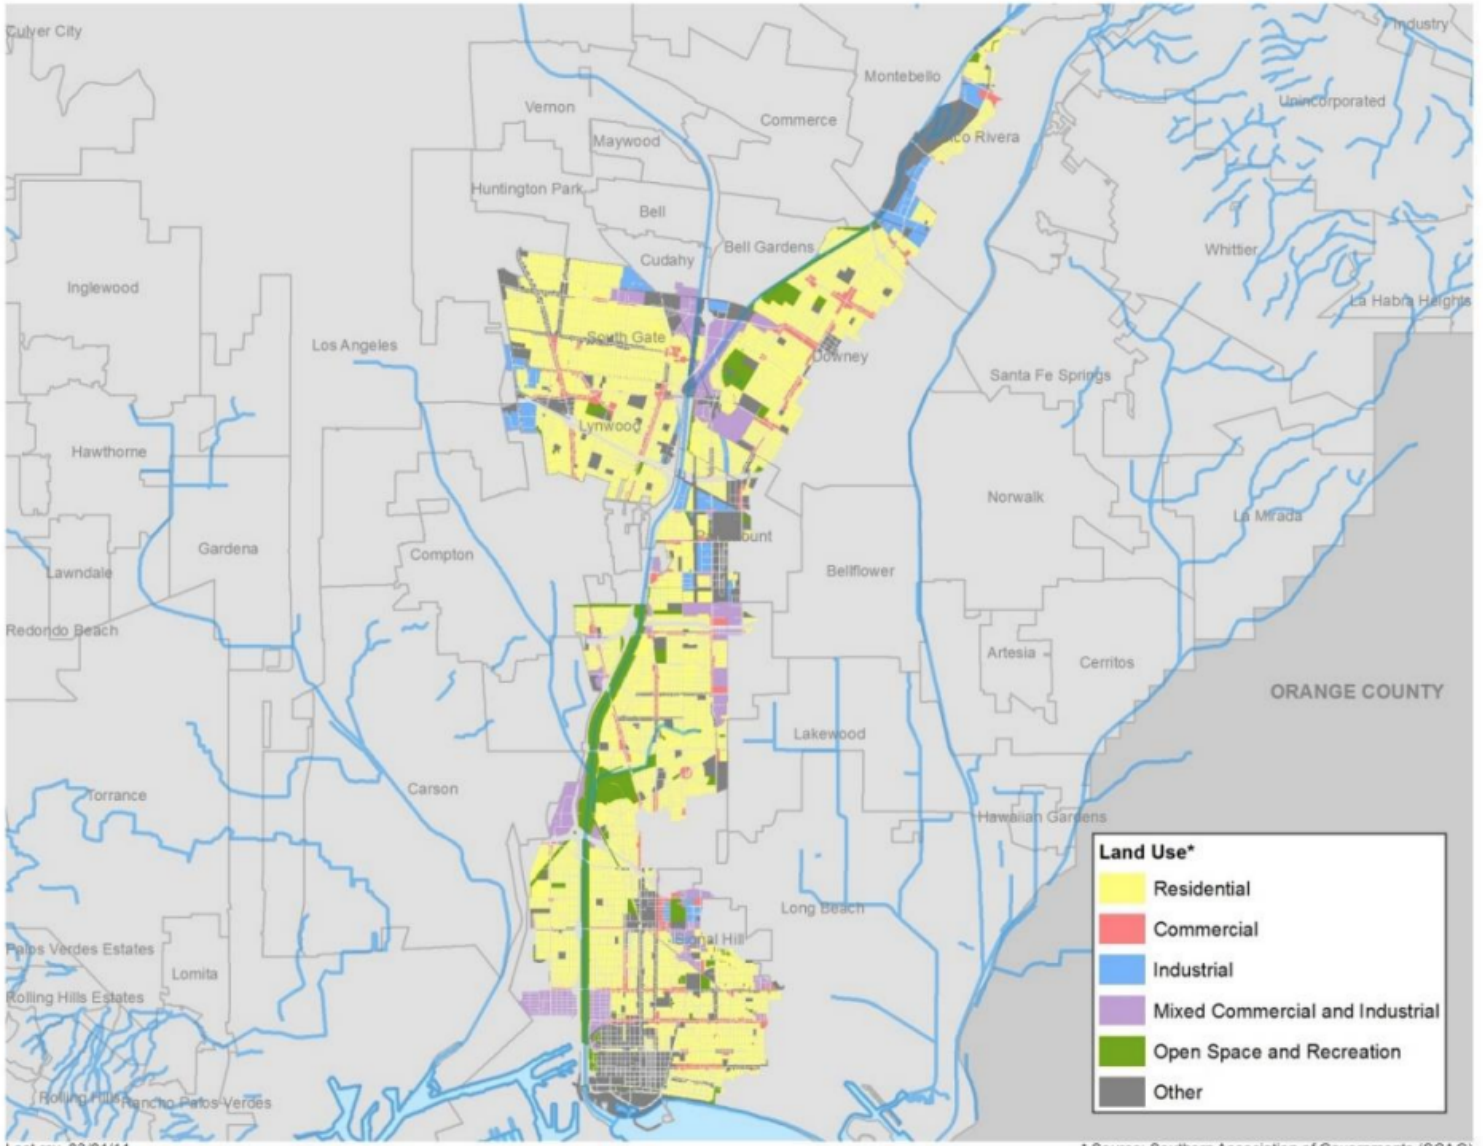 Culver City
Industry
Montebello
Unincorporated
Vernon
Commerce
Maywood
co Rivera
Huntington Park
Bell
Bell Gardens
Whittier
Cudahy
Inglewood
La Habra Heights
South Gate
Los Angeles
Downey
Santa Fe Springs
Lynwood
Hawthorne
Norwalk
La Mirada
Gardena
Compton
Bellflower
Lawndale
Redondo Beach
Artesia
Cerritos
ORANGE COUNTY
Lakewood
Carson
Torrance
Hawaiian Gardens
Land Use*
Residential
Commercial
Industrial
Mixed Commercial and Industrial
Open Space and Recreation
Other
Long Beach
Signal Hill
Palos Verdes Estates
Lomita
Rolling Hills Estates
Rolling Hills
Rancho Palos Verdes